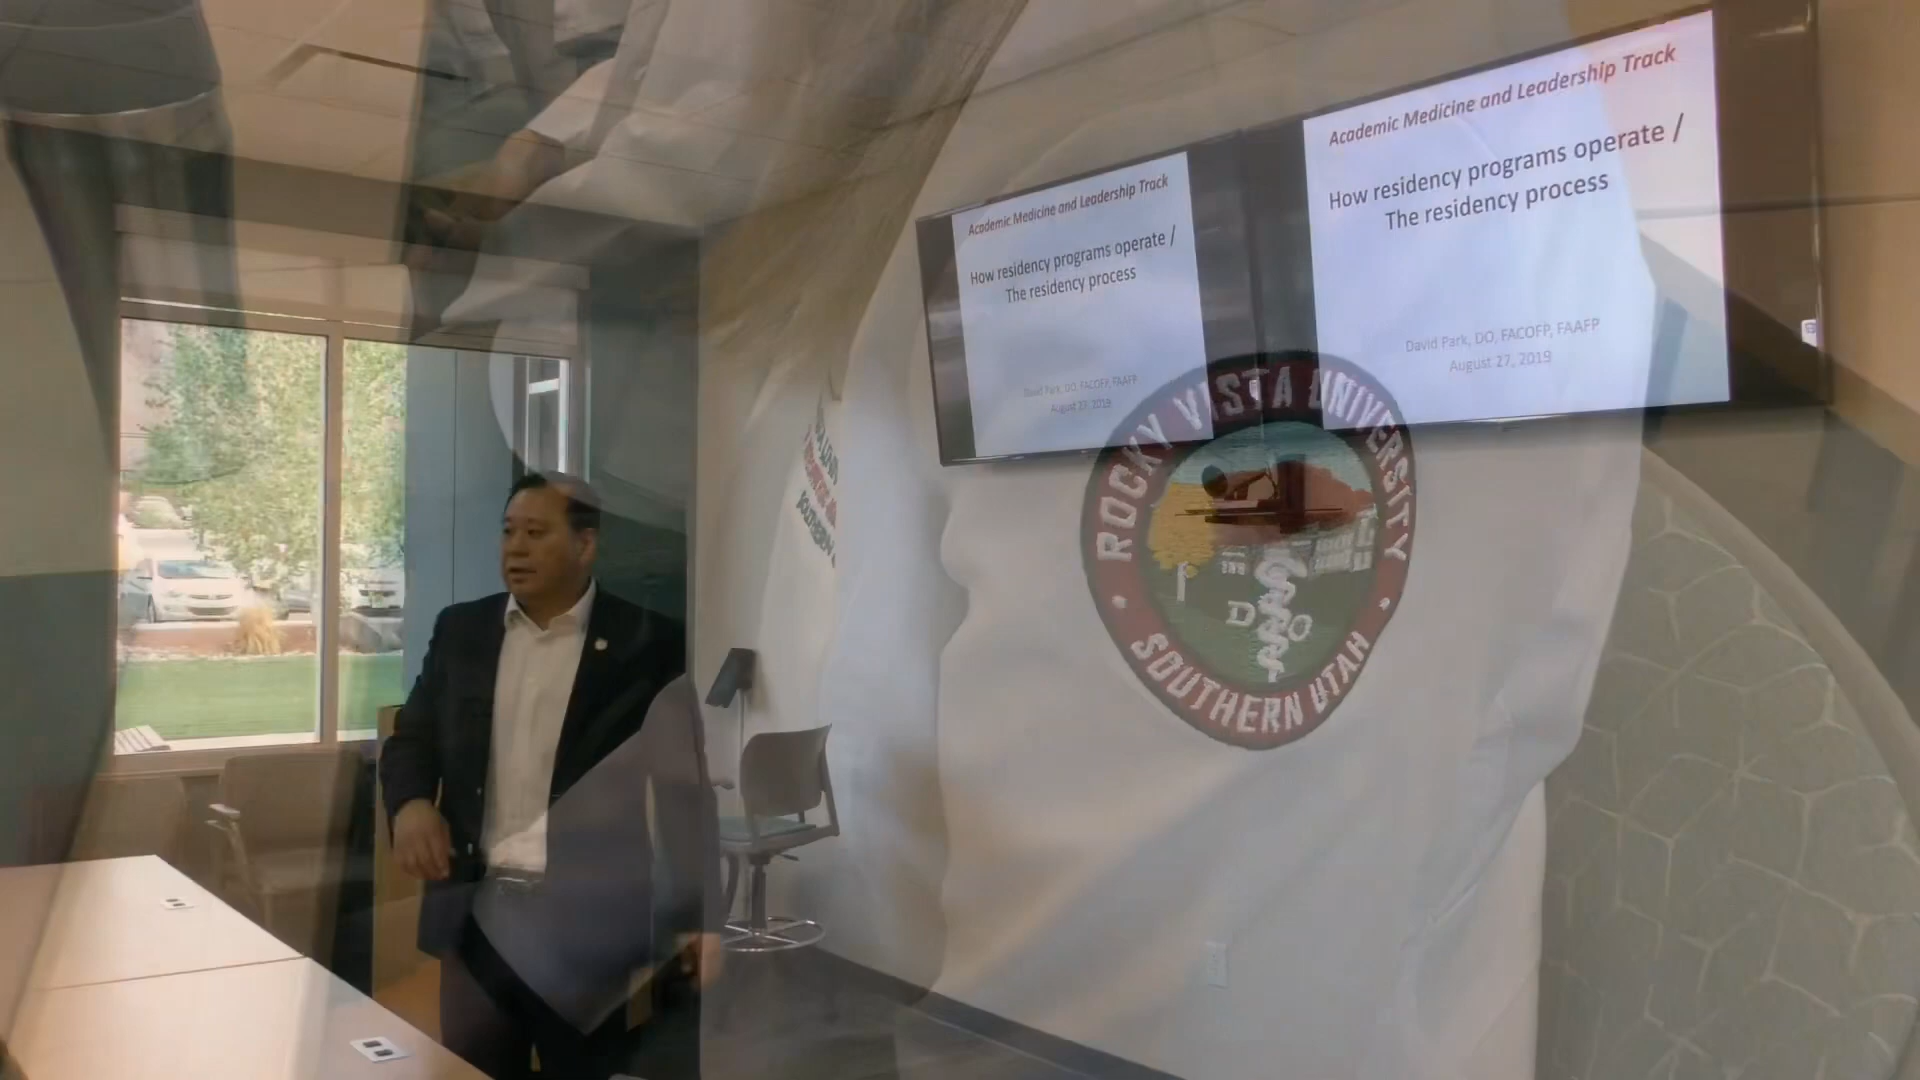 Academic Medicine and Leadership Track
How residency programs operate /
The residency process
David Park, DO, FACOFP, FAAFP
August 27, 2019
Academic Medicine and Leadership Track
How residency programs operate /
The residency process
David Park, DO, FACOFP, FAAFP
August 27, 2019
ROCKY VISTA UNIVERSITY
DO
SOUTHERN UTAH
SOUTHERN